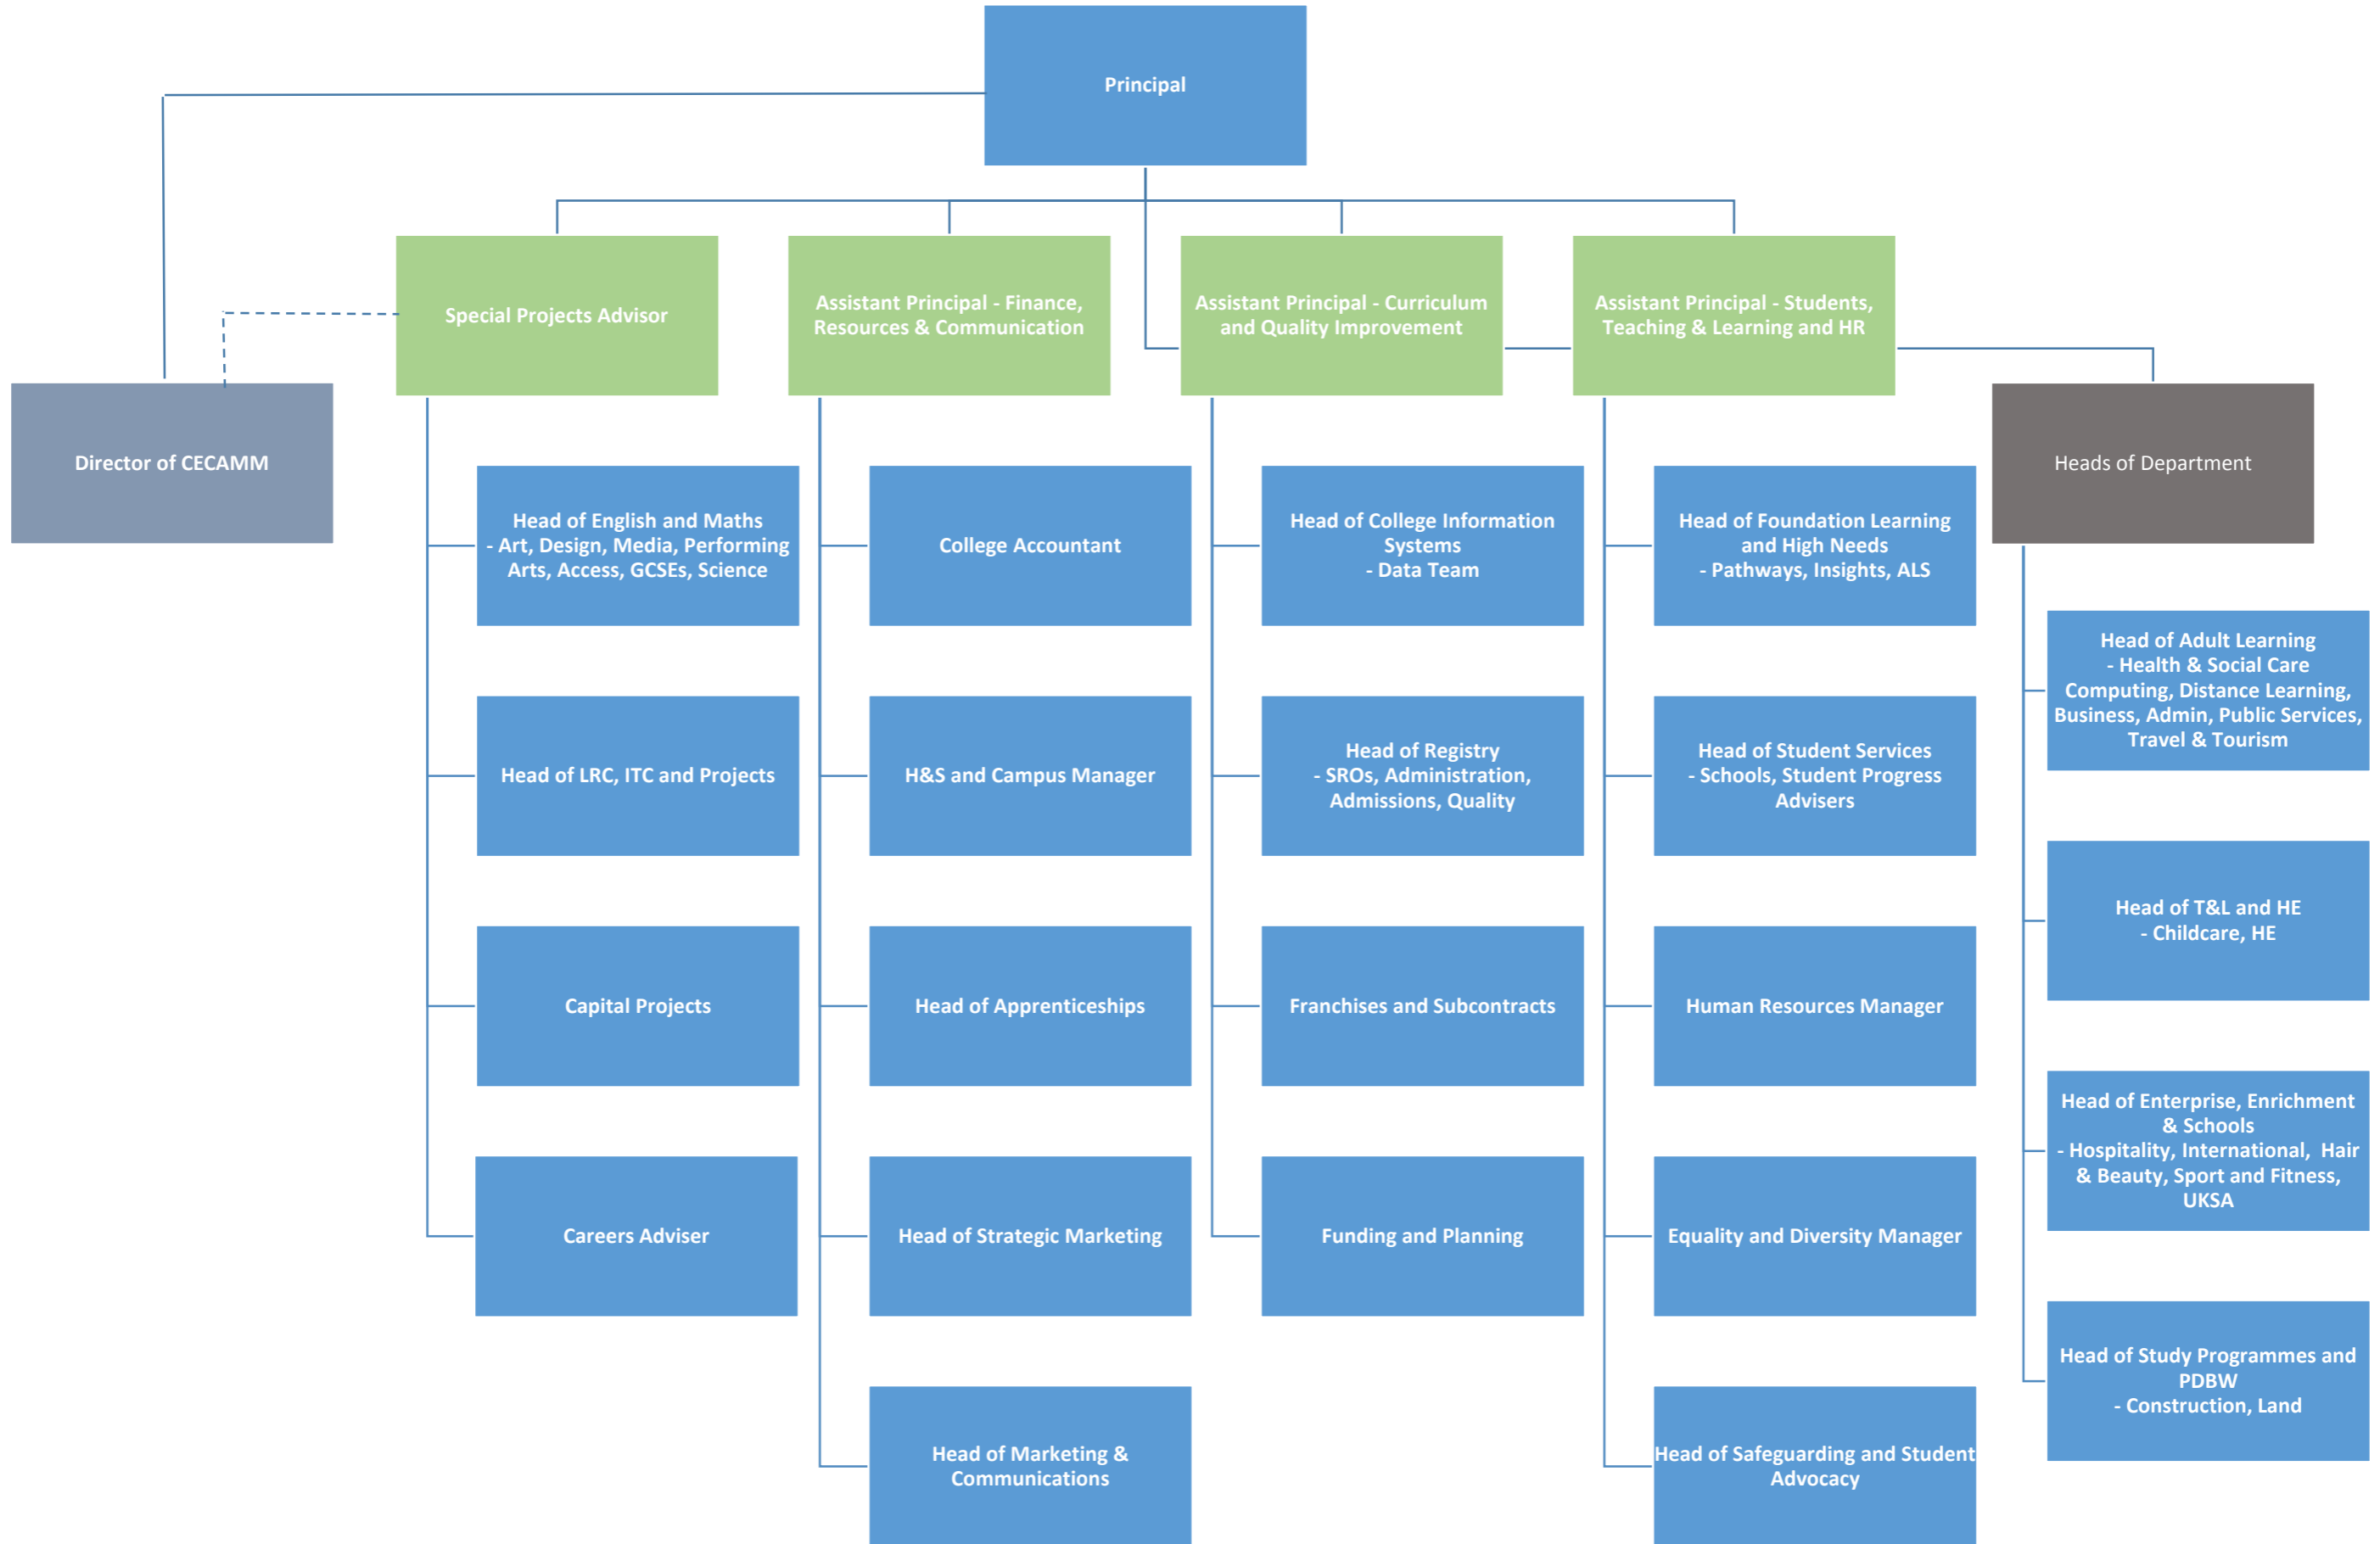 Principal
Special Projects Advisor
Assistant Principal - Finance,
Resources & Communication
Assistant Principal - Curriculum
and Quality Improvement
Assistant Principal - Students,
Teaching & Learning and HR
Director of CECAMM
Heads of Department
Head of English and Maths
- Art, Design, Media, Performing
Arts, Access, GCSEs, Science
Head of LRC, ITC and Projects
Capital Projects
Careers Adviser
College Accountant
H&S and Campus Manager
Head of Apprenticeships
Head of Strategic Marketing
Head of Marketing &
Communications
Head of College Information
Systems
- Data Team
Head of Registry
- SROs, Administration,
Admissions, Quality
Franchises and Subcontracts
Funding and Planning
Head of Foundation Learning
and High Needs
- Pathways, Insights, ALS
Head of Student Services
- Schools, Student Progress
Advisers
Human Resources Manager
Equality and Diversity Manager
Head of Safeguarding and Student
Advocacy
Head of Adult Learning
- Health & Social Care
Computing, Distance Learning,
Business, Admin, Public Services,
Travel & Tourism
Head of T&L and HE
- Childcare, HE
Head of Enterprise, Enrichment
& Schools
- Hospitality, International, Hair
& Beauty, Sport and Fitness,
UKSA
Head of Study Programmes and
PDBW
- Construction, Land